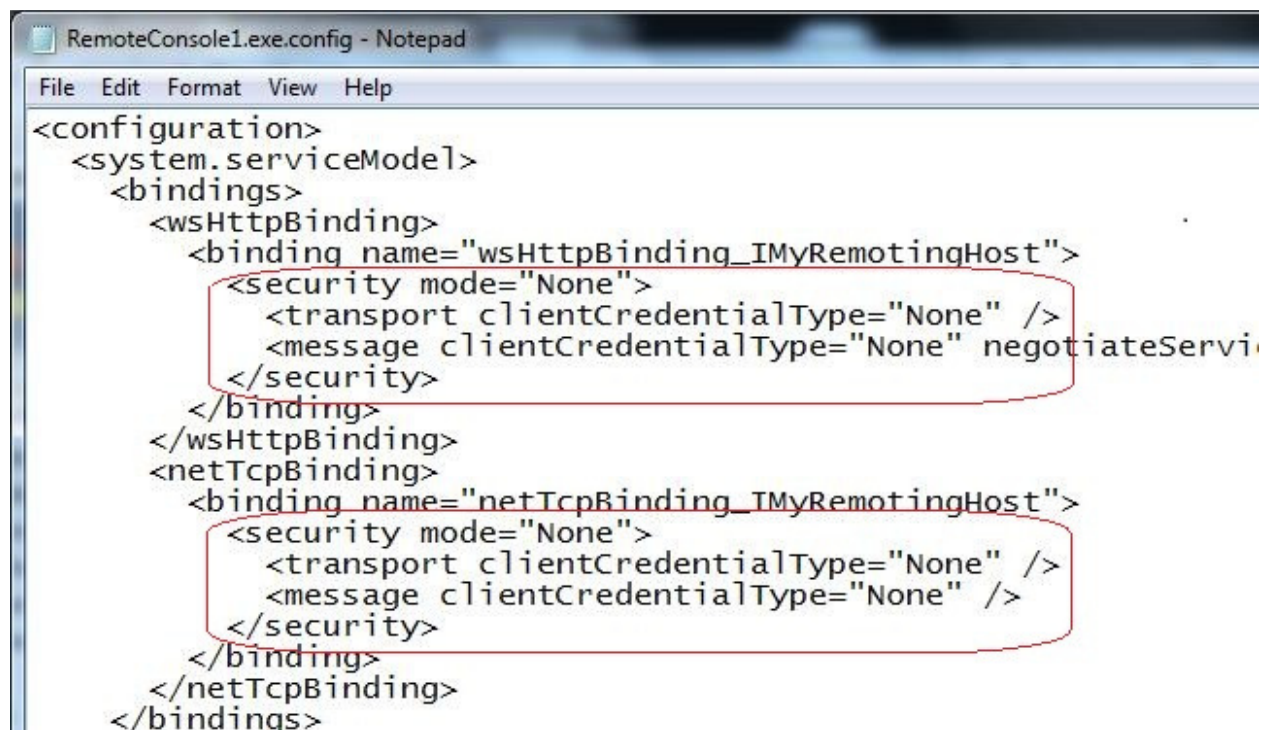 RemoteConsole1.exe.config - Notepad
File Edit Format View Help
<configuration>
<system.serviceModel>
<bindings>
<wsHttpBinding>
<binding name="wsHttpBinding_IMyRemotingHost">
<security mode="None">
<transport clientCredentialType="None" />
<message clientCredentialType="None" negotiateServi
</security>
</binding>
</wsHttpBinding>
<netTcpBinding>
<binding name="netTcpBinding_IMyRemotingHost">
<security mode="None">
<transport clientCredentialType="None" />
<message clientCredentialType="None" />
</security>
</binding>
</netTcpBinding>
</bindings>